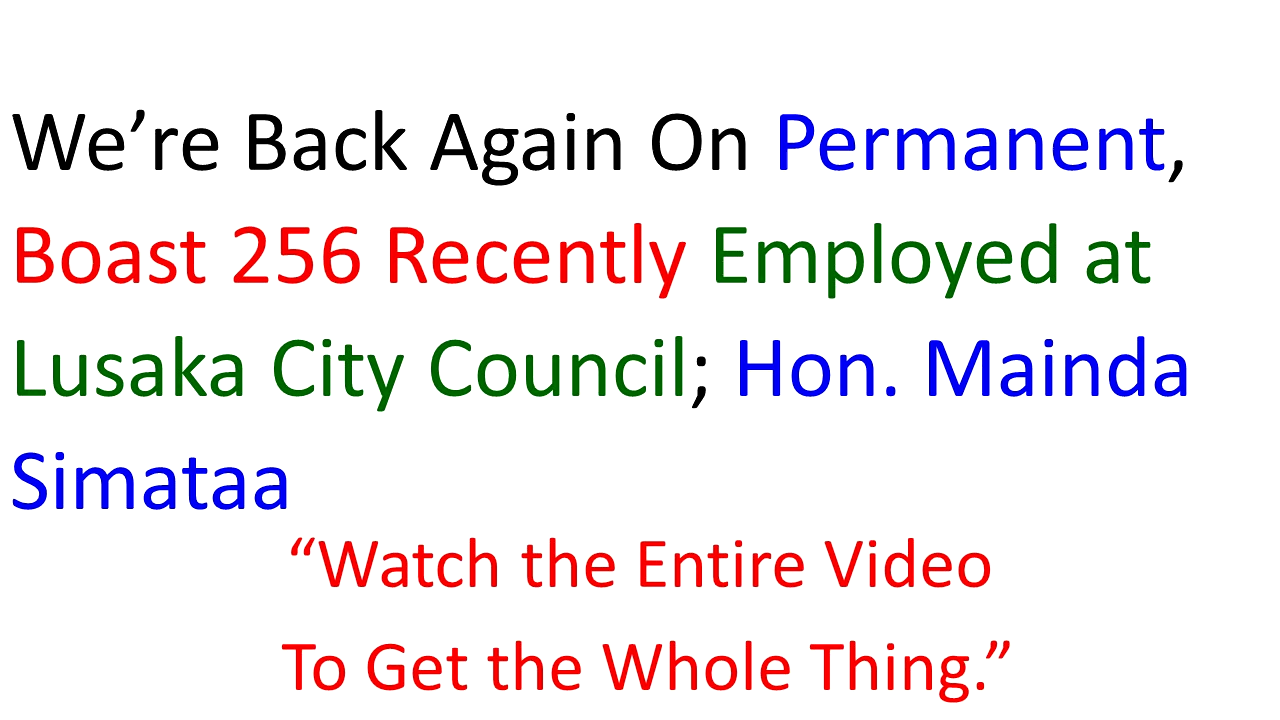 We’re Back Again On Permanent,
Boast 256 Recently Employed at
Lusaka City Council; Hon. Mainda
Simataa
“Watch the Entire Video
To Get the Whole Thing.”